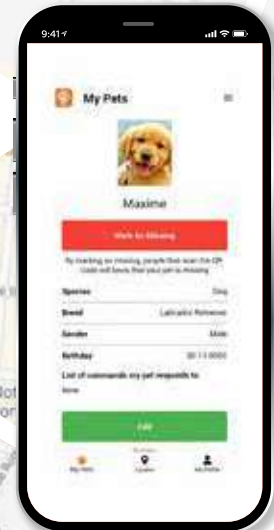 9:41
My Pets
Maxime
Mark as Missing
By marking as missing, people that scan the QR
code will know that your pet is missing
Species Dog
Breed Labrador Retriever
Gender Male
Birthday
List of commands my pet responds to
None
Edit
My Pets
My Profile